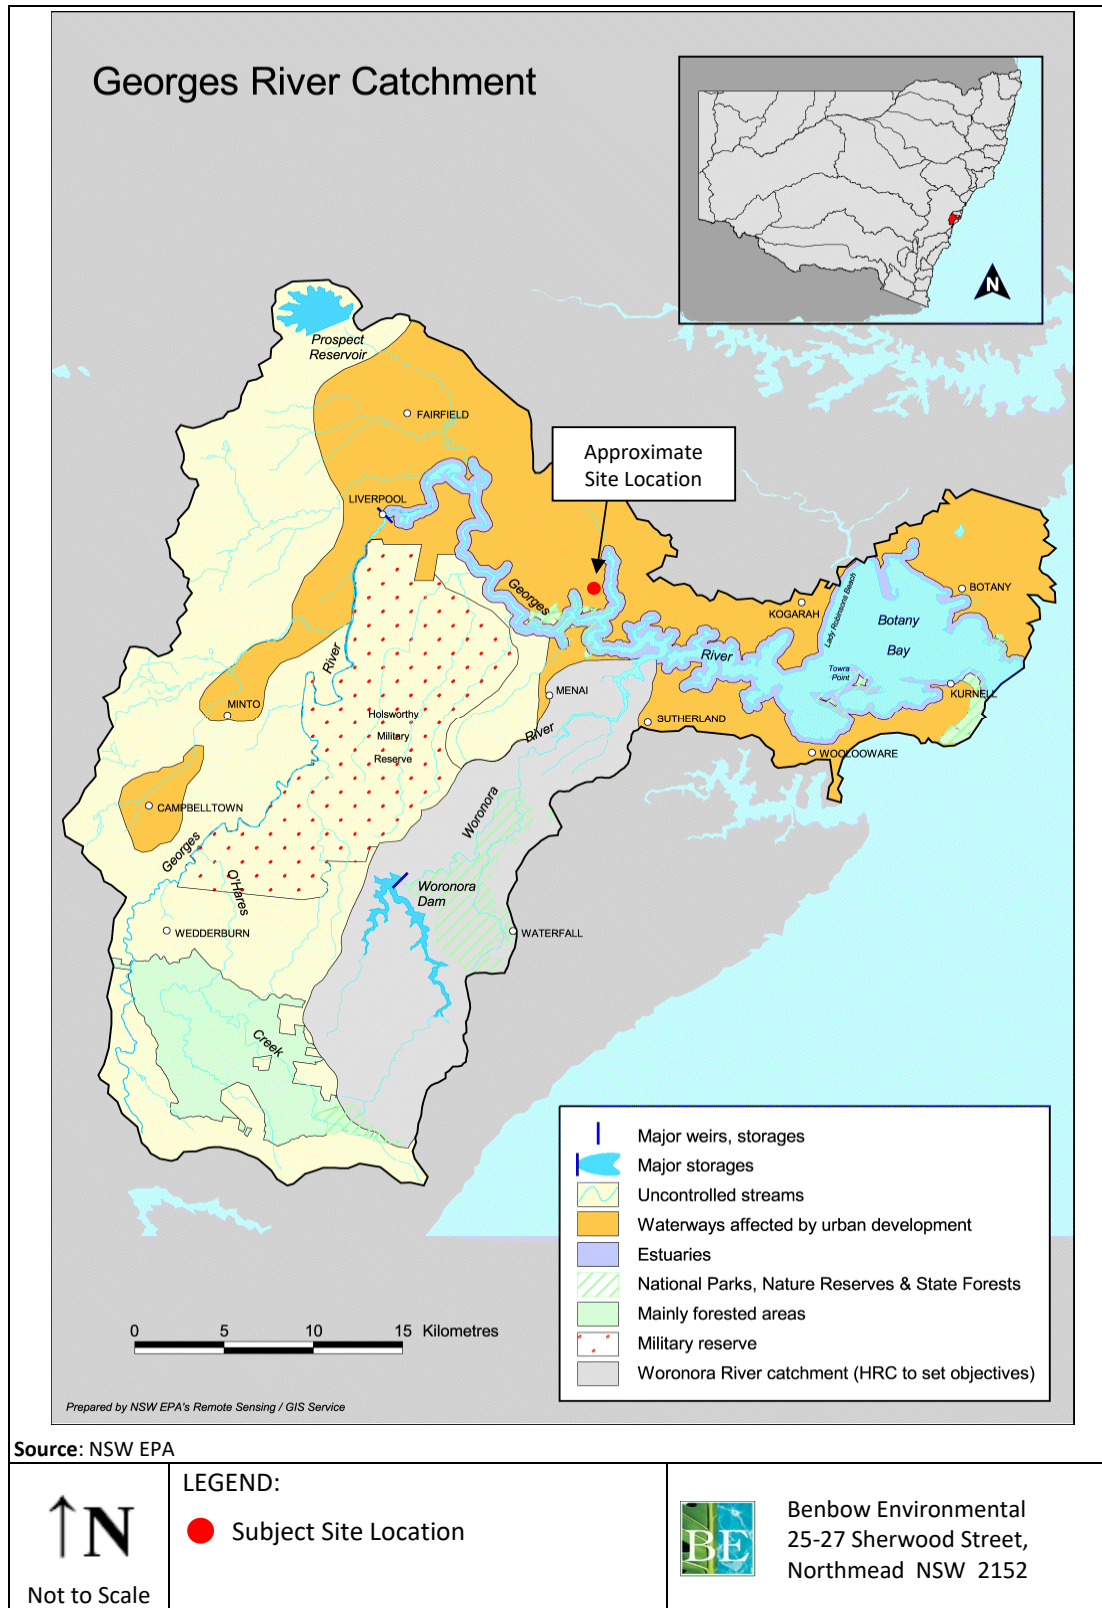 Georges River Catchment
N
Prospect
Reservoir
FAIRFIELD
Approximate
Site Location
LIVERPOOL
Georges
River
Lady Robinsons Beach
BOTANY
KOGARAH
Botany
Bay
River
Towra
Point
KURNELL
MENAI
MINTO
Holsworthy
Military
Reserve
SUTHERLAND
River
WOOLOOWARE
CAMPBELLTOWN
Woronora
Georges
O'Hares
Woronora
Dam
WEDDERBURN
WATERFALL
Creek
Major weirs, storages
Major storages
Uncontrolled streams
Waterways affected by urban development
Estuaries
National Parks, Nature Reserves & State Forests
Mainly forested areas
Military reserve
Woronora River catchment (HRC to set objectives)
0 5 10 15 Kilometres
Prepared by NSW EPA's Remote Sensing / GIS Service
Source: NSW EPA
N
Not to Scale
LEGEND:
Subject Site Location
BE
Benbow Environmental
25-27 Sherwood Street,
Northmead NSW 2152